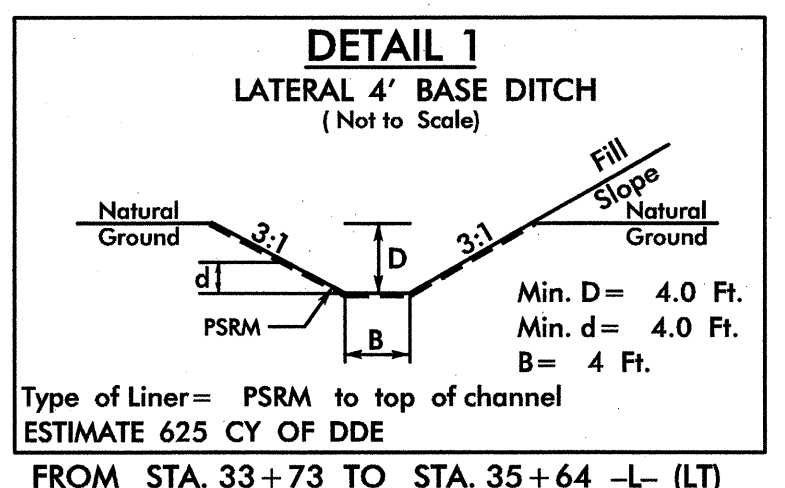 DETAIL 1
LATERAL 4' BASE DITCH
( Not to Scale)
Fill
Slope
Natural
Ground
3:1
D
3:1
Natural
Ground
d
PSRM
B
Min. D= 4.0 Ft.
Min. d= 4.0 Ft.
B= 4 Ft.
Type of Liner= PSRM to top of channel
ESTIMATE 625 CY OF DDE
FROM STA. 33+73 TO STA. 35+64 -L- (LT)